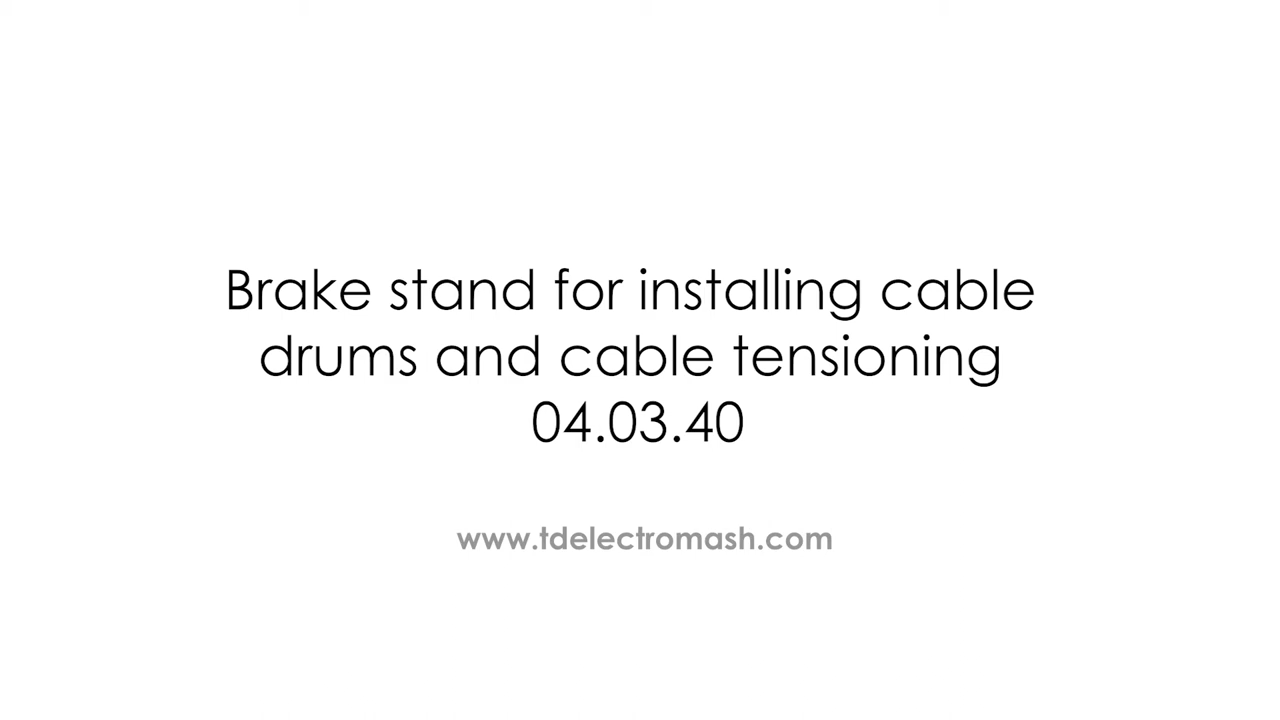 Brake stand for installing cable
drums and cable tensioning
04.03.40
www.tdelectromash.com